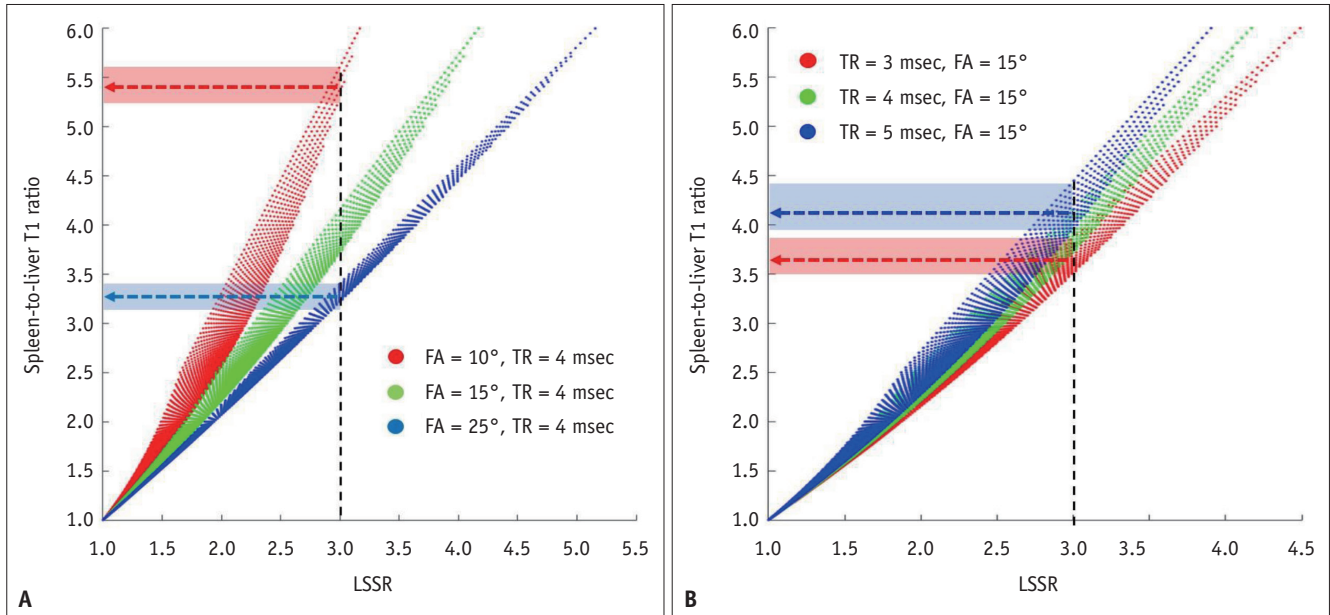 6.0
5.5
5.0
4.5
4.0
3.5
3.0
2.5
2.0
1.5
1.0
Spleen-to-liver T1 ratio
FA = 10°, TR = 4 msec
FA = 15°, TR = 4 msec
FA = 25°, TR = 4 msec
1.0 1.5 2.0 2.5 3.0 3.5 4.0 4.5 5.0 5.5
LSSR
A
6.0
5.5
5.0
4.5
4.0
3.5
3.0
2.5
2.0
1.5
1.0
Spleen-to-liver T1 ratio
TR = 3 msec, FA = 15°
TR = 4 msec, FA = 15°
TR = 5 msec, FA = 15°
1.0 1.5 2.0 2.5 3.0 3.5 4.0 4.5
LSSR
B